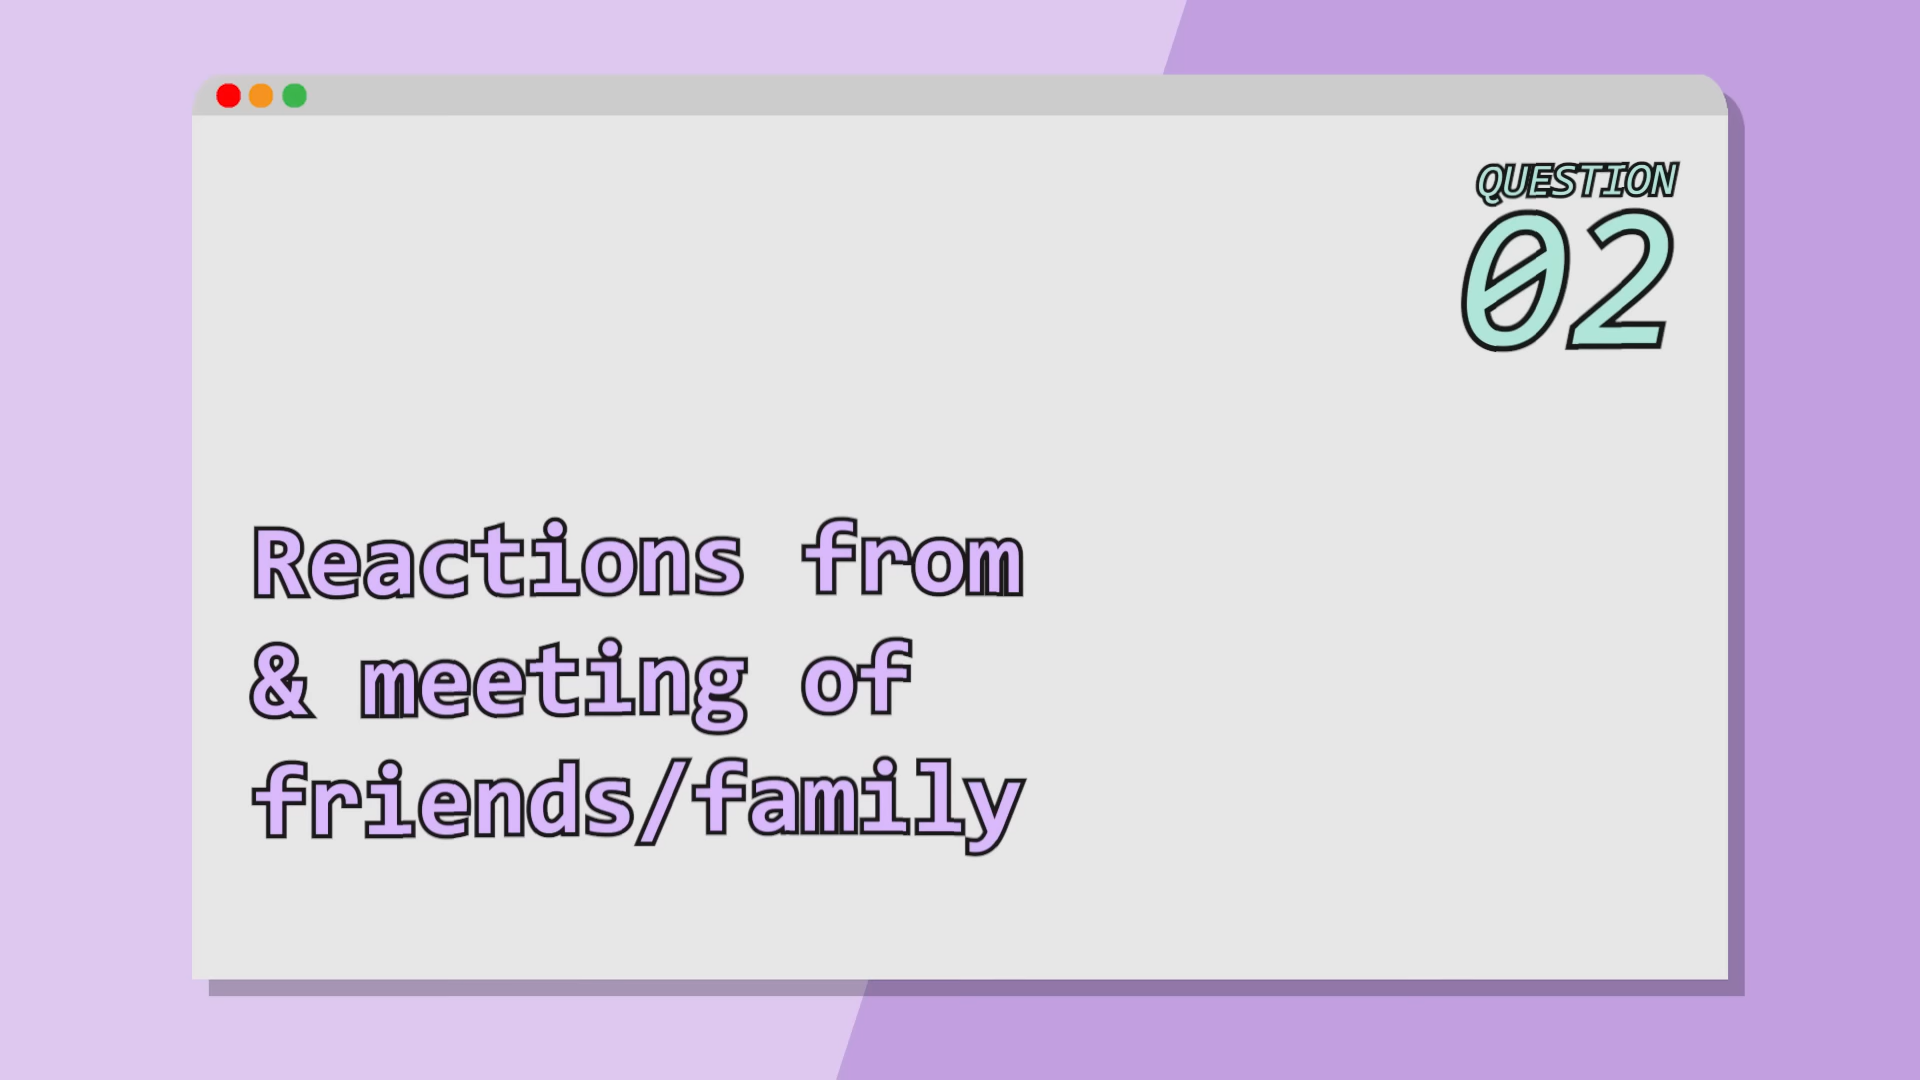 QUESTION
02
Reactions from
& meeting of
friends/family